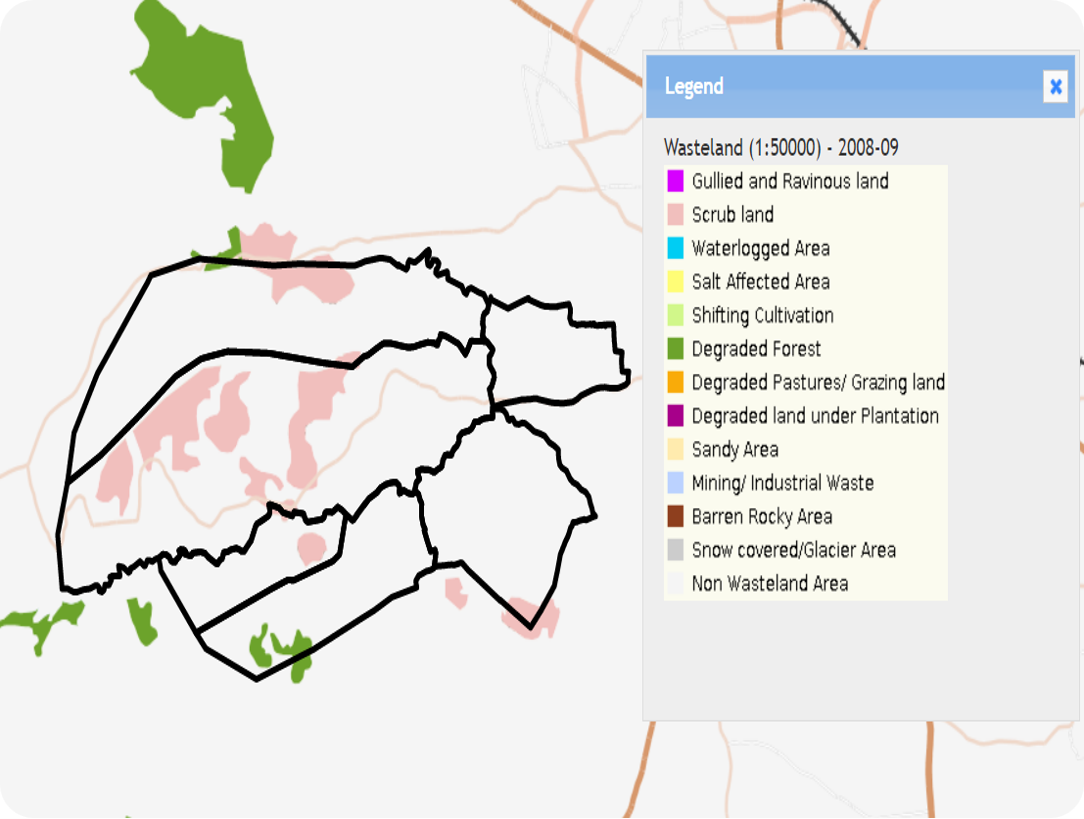 Legend
Wasteland (1:50000) - 2008-09
Gullied and Ravinous land
Scrub land
Waterlogged Area
Salt Affected Area
Shifting Cultivation
Degraded Forest
Degraded Pastures/ Grazing land
Degraded land under Plantation
Sandy Area
Mining/ Industrial Waste
Barren Rocky Area
Snow covered/Glacier Area
Non Wasteland Area